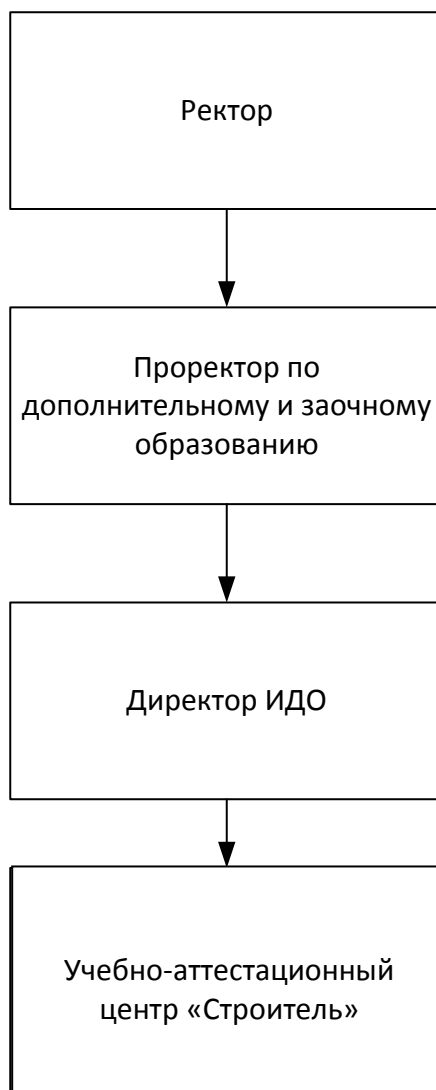 Ректор
Проректор по
дополнительному и заочному
образованию
Директор ИДО
Учебно-аттестационный
центр «Строитель»